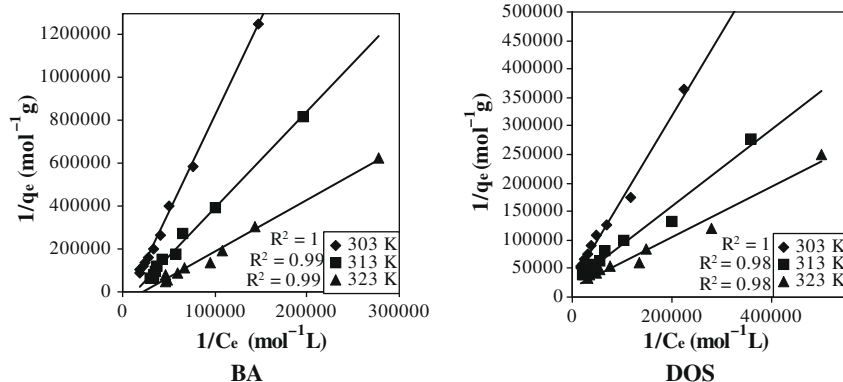 1/qₑ (mol⁻¹g)
1200000
1000000
800000
600000
400000
200000
0
0 100000 200000 300000
1/Cₑ (mol⁻¹L)
R² = 1 ◆ 303 K
R² = 0.99 ■ 313 K
R² = 0.99 ▲ 323 K
BA
1/qₑ (mol⁻¹g)
500000
450000
400000
350000
300000
250000
200000
150000
100000
50000
0
0 200000 400000
1/Cₑ (mol⁻¹L)
R² = 1 ◆ 303 K
R² = 0.98 ■ 313 K
R² = 0.98 ▲ 323 K
DOS